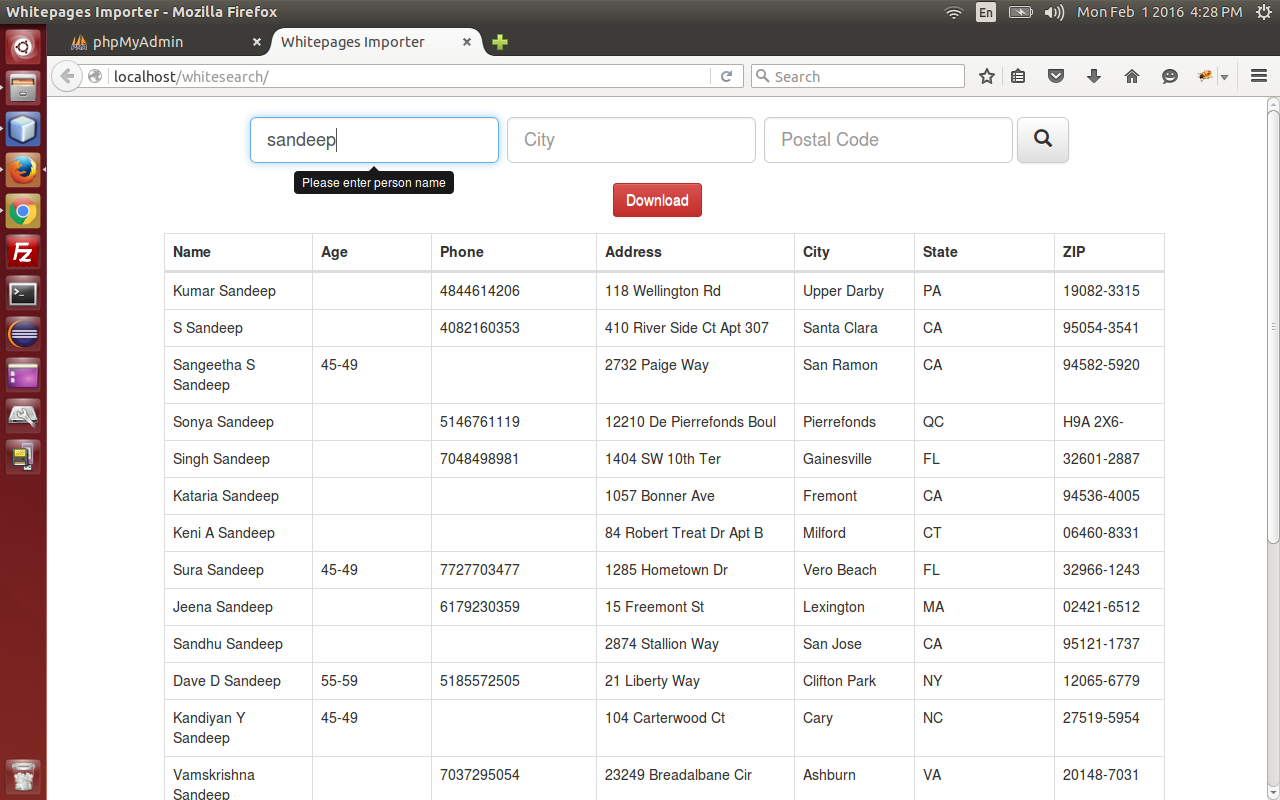 Whitepages Importer - Mozilla Firefox En Mon Feb 1 2016 4:28 PM
phpMyAdmin × Whitepages Importer ×
localhost/whitesearch/ Search
sandeep City Postal Code
Please enter person name
Download
Name Age Phone Address City State ZIP
Kumar Sandeep 4844614206 118 Wellington Rd Upper Darby PA 19082-3315
S Sandeep 4082160353 410 River Side Ct Apt 307 Santa Clara CA 95054-3541
Sangeetha S 45-49 2732 Paige Way San Ramon CA 94582-5920
Sandeep
Sonya Sandeep 5146761119 12210 De Pierrefonds Boul Pierrefonds QC H9A 2X6-
Singh Sandeep 7048498981 1404 SW 10th Ter Gainesville FL 32601-2887
Kataria Sandeep 1057 Bonner Ave Fremont CA 94536-4005
Keni A Sandeep 84 Robert Treat Dr Apt B Milford CT 06460-8331
Sura Sandeep 45-49 7727703477 1285 Hometown Dr Vero Beach FL 32966-1243
Jeena Sandeep 6179230359 15 Freemont St Lexington MA 02421-6512
Sandhu Sandeep 2874 Stallion Way San Jose CA 95121-1737
Dave D Sandeep 55-59 5185572505 21 Liberty Way Clifton Park NY 12065-6779
Kandiyan Y 45-49 104 Carterwood Ct Cary NC 27519-5954
Sandeep
Vamskrishna 7037295054 23249 Breadalbane Cir Ashburn VA 20148-7031
Sandeep